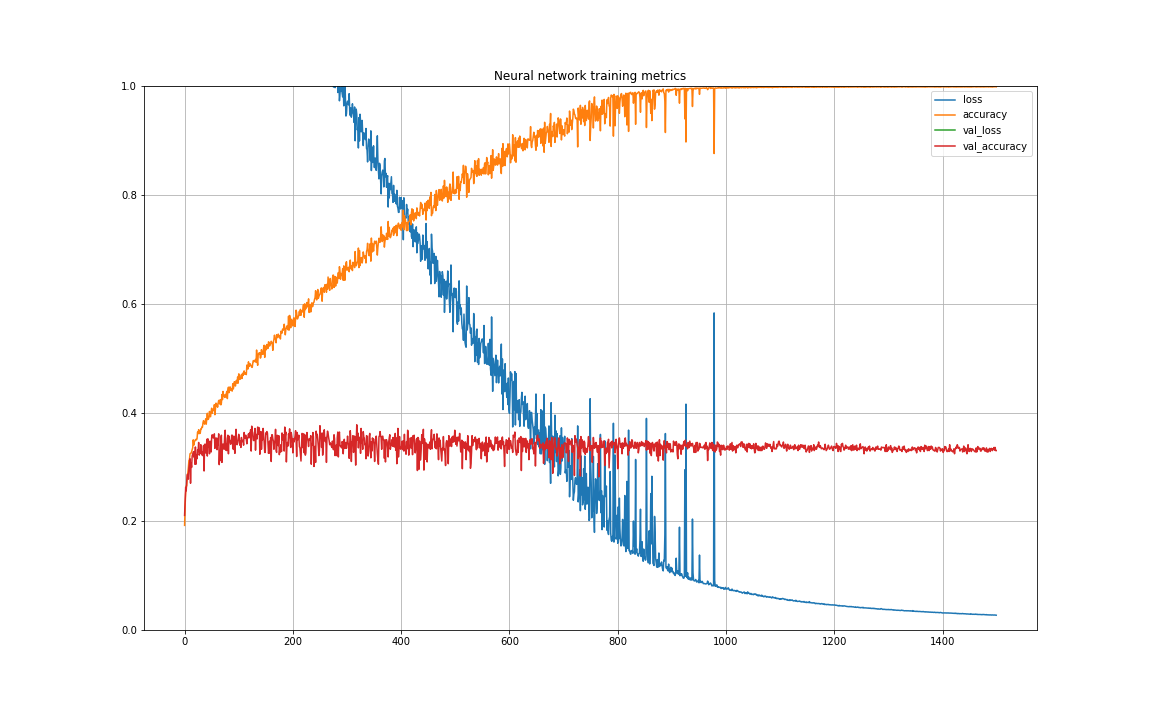 Neural network training metrics
1.0
0.8
0.6
0.4
0.2
0.0
loss
accuracy
val_loss
val_accuracy
0 200 400 600 800 1000 1200 1400